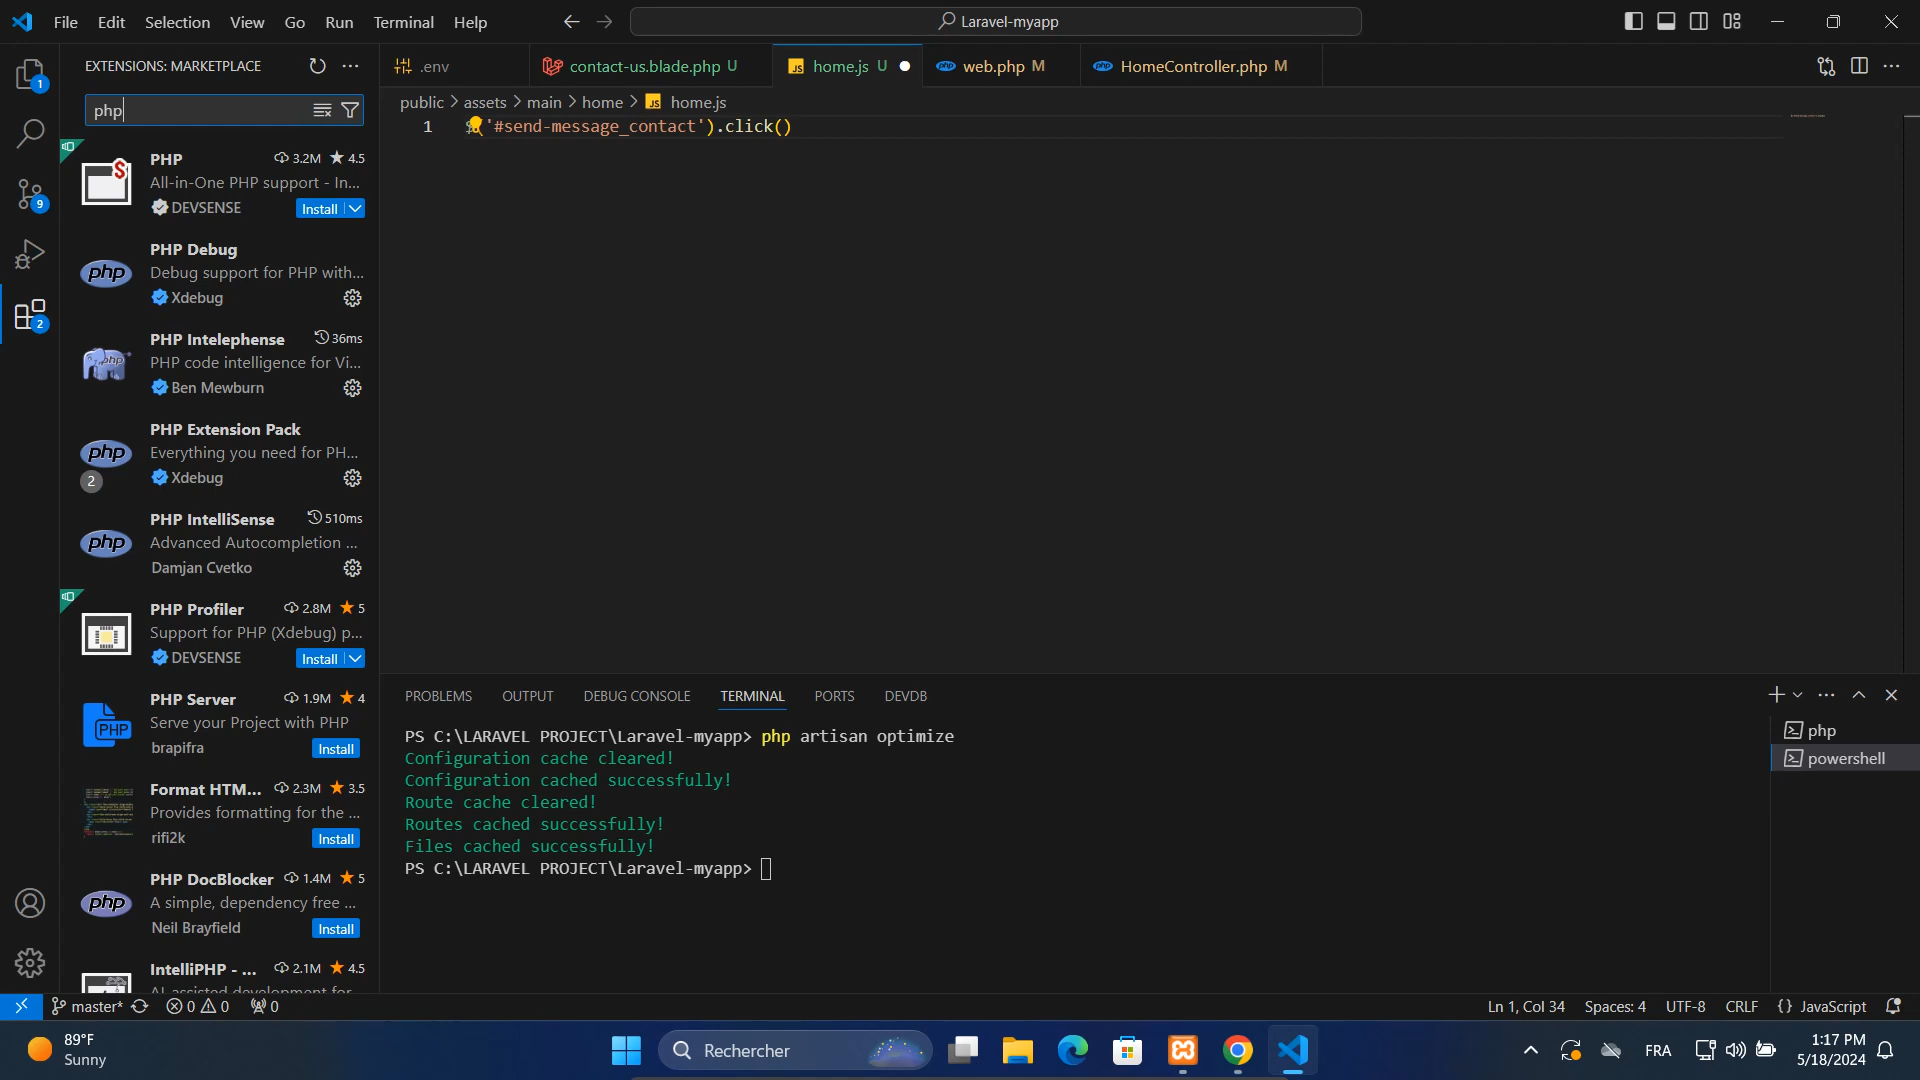 File Edit Selection View Go Run Terminal Help
Laravel-myapp
EXTENSIONS: MARKETPLACE
.env
contact-us.blade.php U
home.js U
web.php M
HomeController.php M
1
9
2
php
public > assets > main > home > home.js
1 ('#send-message_contact').click()
PHP 3.2M 4.5
All-in-One PHP support - In...
DEVSENSE Install
PHP Debug
Debug support for PHP with...
Xdebug
PHP Intelephense 36ms
PHP code intelligence for Vi...
Ben Mewburn
PHP Extension Pack
Everything you need for PH...
Xdebug
2
PHP IntelliSense 510ms
Advanced Autocompletion ...
Damjan Cvetko
PHP Profiler 2.8M 5
Support for PHP (Xdebug) p...
DEVSENSE Install
PHP Server 1.9M 4
Serve your Project with PHP
brapifra Install
Format HTM... 2.3M 3.5
Provides formatting for the ...
rifi2k Install
PHP DocBlocker 1.4M 5
A simple, dependency free ...
Neil Brayfield Install
IntelliPHP - ... 2.1M 4.5
AI-assisted development for
PROBLEMS OUTPUT DEBUG CONSOLE TERMINAL PORTS DEVDB
PS C:\LARAVEL PROJECT\Laravel-myapp> php artisan optimize
Configuration cache cleared!
Configuration cached successfully!
Route cache cleared!
Routes cached successfully!
Files cached successfully!
PS C:\LARAVEL PROJECT\Laravel-myapp>
php
powershell
master* 0 0 0
Ln 1, Col 34 Spaces: 4 UTF-8 CRLF {} JavaScript
89°F
Sunny
Rechercher
FRA
1:17 PM
5/18/2024